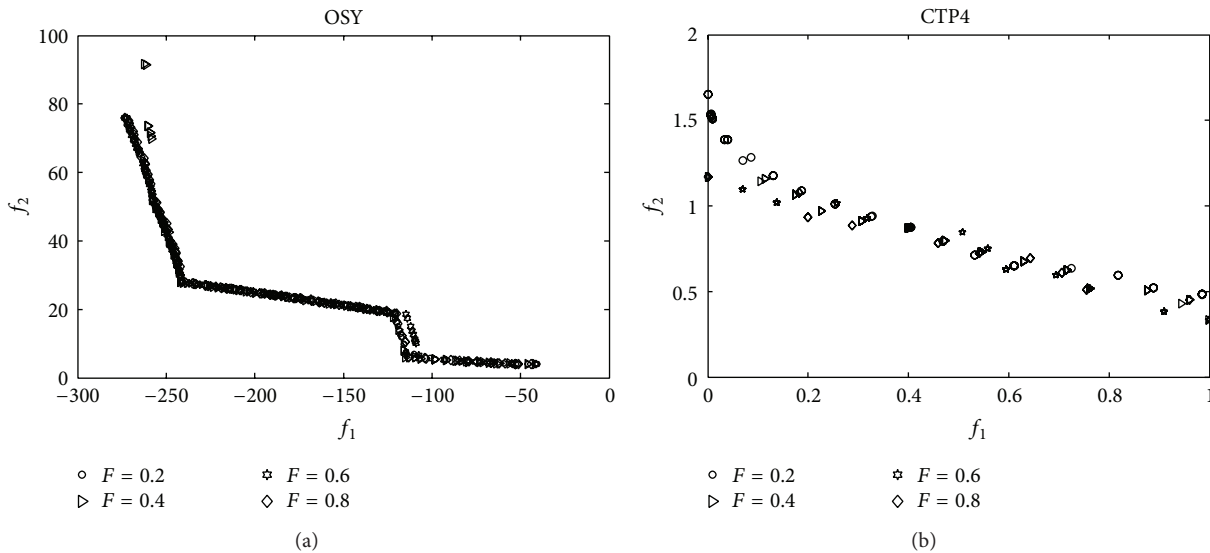 OSY
100
80
60
40
20
0
f2
−300 −250 −200 −150 −100 −50 0
f1
F = 0.2
F = 0.4
F = 0.6
F = 0.8
(a)
CTP4
2
1.5
1
0.5
0
f2
0 0.2 0.4 0.6 0.8 1
f1
F = 0.2
F = 0.4
F = 0.6
F = 0.8
(b)